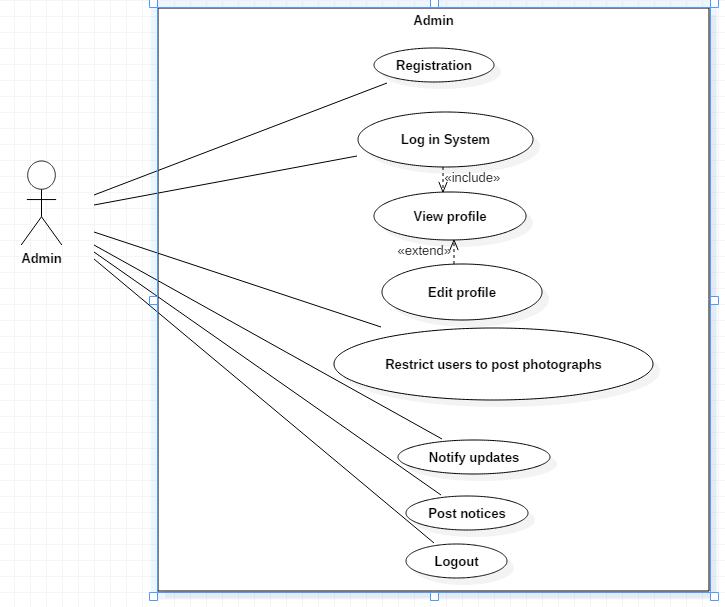 Admin
Registration
Log in System
«include»
View profile
«extend»
Admin
Edit profile
Restrict users to post photographs
Notify updates
Post notices
Logout